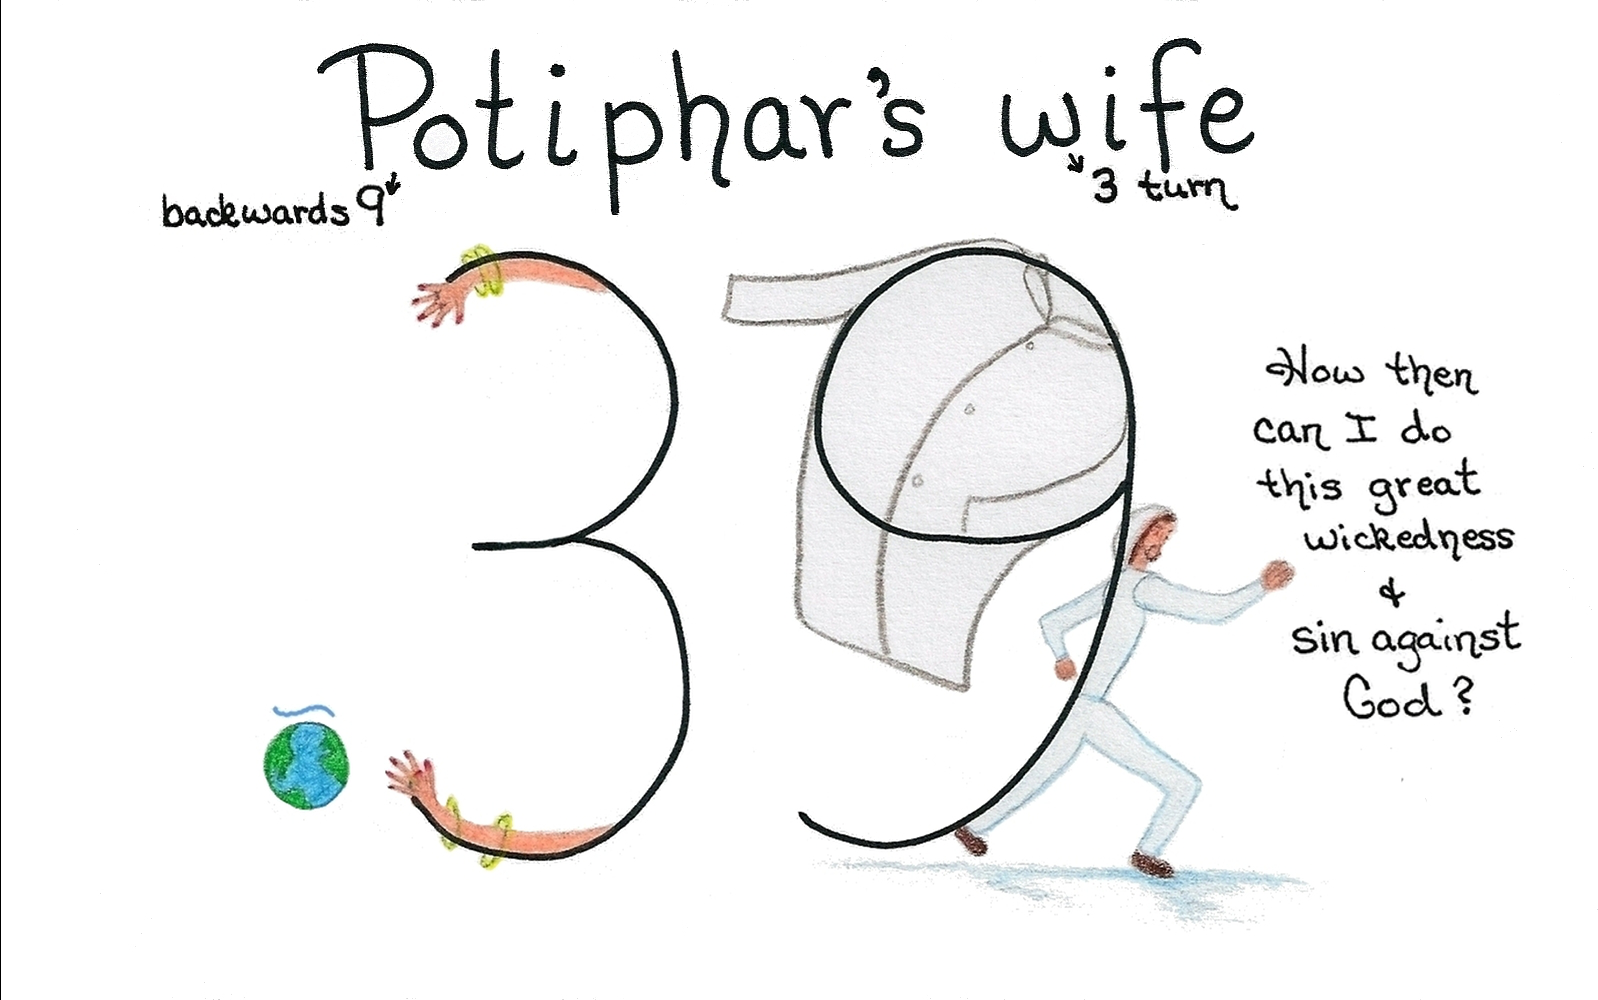 Potiphar's wife
backwards 9
3 turn
39
How then
can I do
this great
wickedness
&
sin against
God?